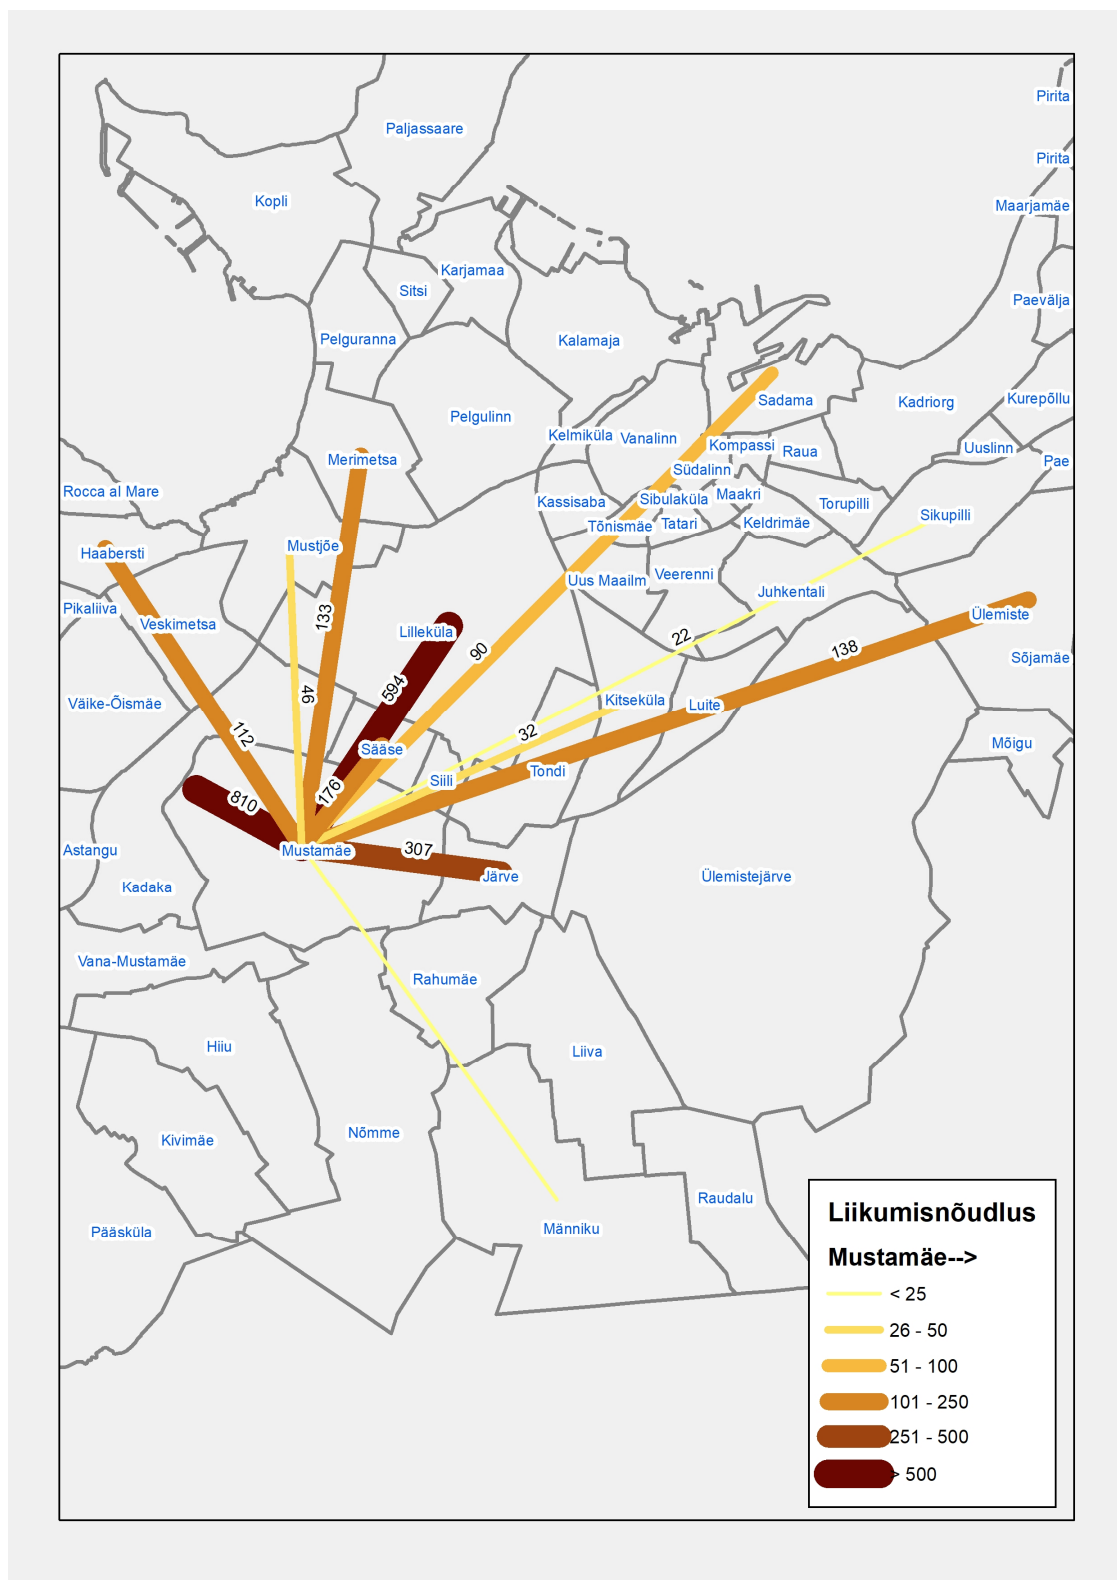 Pirita
Paljassaare
Pirita
Kopli
Maarjamäe
Karjamaa
Sitsi
Paevälja
Pelguranna
Kalamaja
Sadama
Kadriorg
Kurepõllu
Pelgulinn
Kelmiküla
Vanalinn
Kompassi
Raua
Uuslinn
Merimetsa
Pae
Südalinn
Rocca al Mare
Kassisaba
Sibulaküla
Maakri
Torupilli
Sikupilli
Tõnismäe
Tatari
Keldrimäe
Mustjõe
Haabersti
Uus Maailm
Veerenni
Juhkentali
Pikaliiva
Veskimetsa
133
Ülemiste
Lilleküla
22
138
90
Sõjamäe
594
46
Väike-Õismäe
Kitseküla
Luite
112
32
Mõigu
Sääse
Siili
Tondi
176
810
Mustamäe
307
Astangu
Järve
Ülemistejärve
Kadaka
Vana-Mustamäe
Rahumäe
Hiiu
Liiva
Kivimäe
Nõmme
Raudalu
Männiku
Pääsküla
Liikumisnõudlus
Mustamäe-->
< 25
26 - 50
51 - 100
101 - 250
251 - 500
> 500